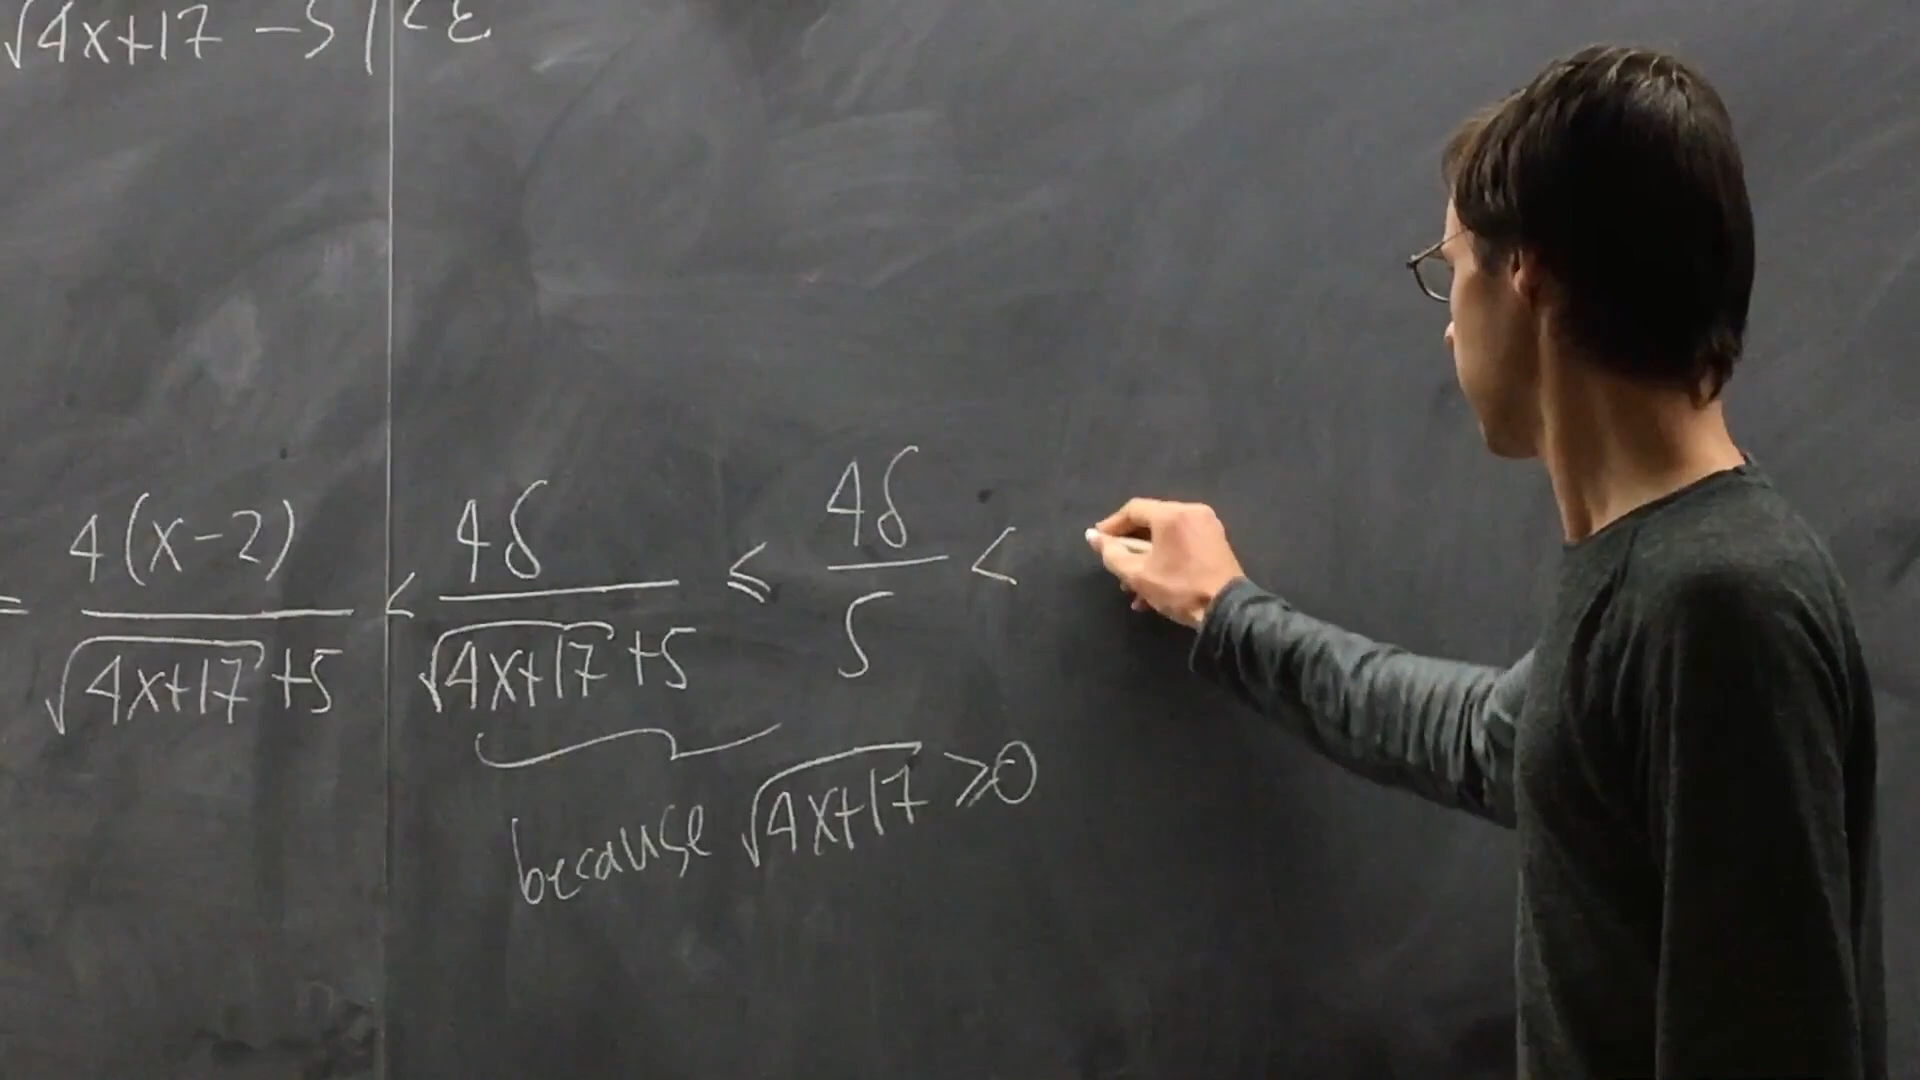 √4x+17 -5| < ε
= 4(x-2)/√4x+17 +5 < 4δ/√4x+17 +5 ≤ 4δ/5 <
because √4x+17 ≥0